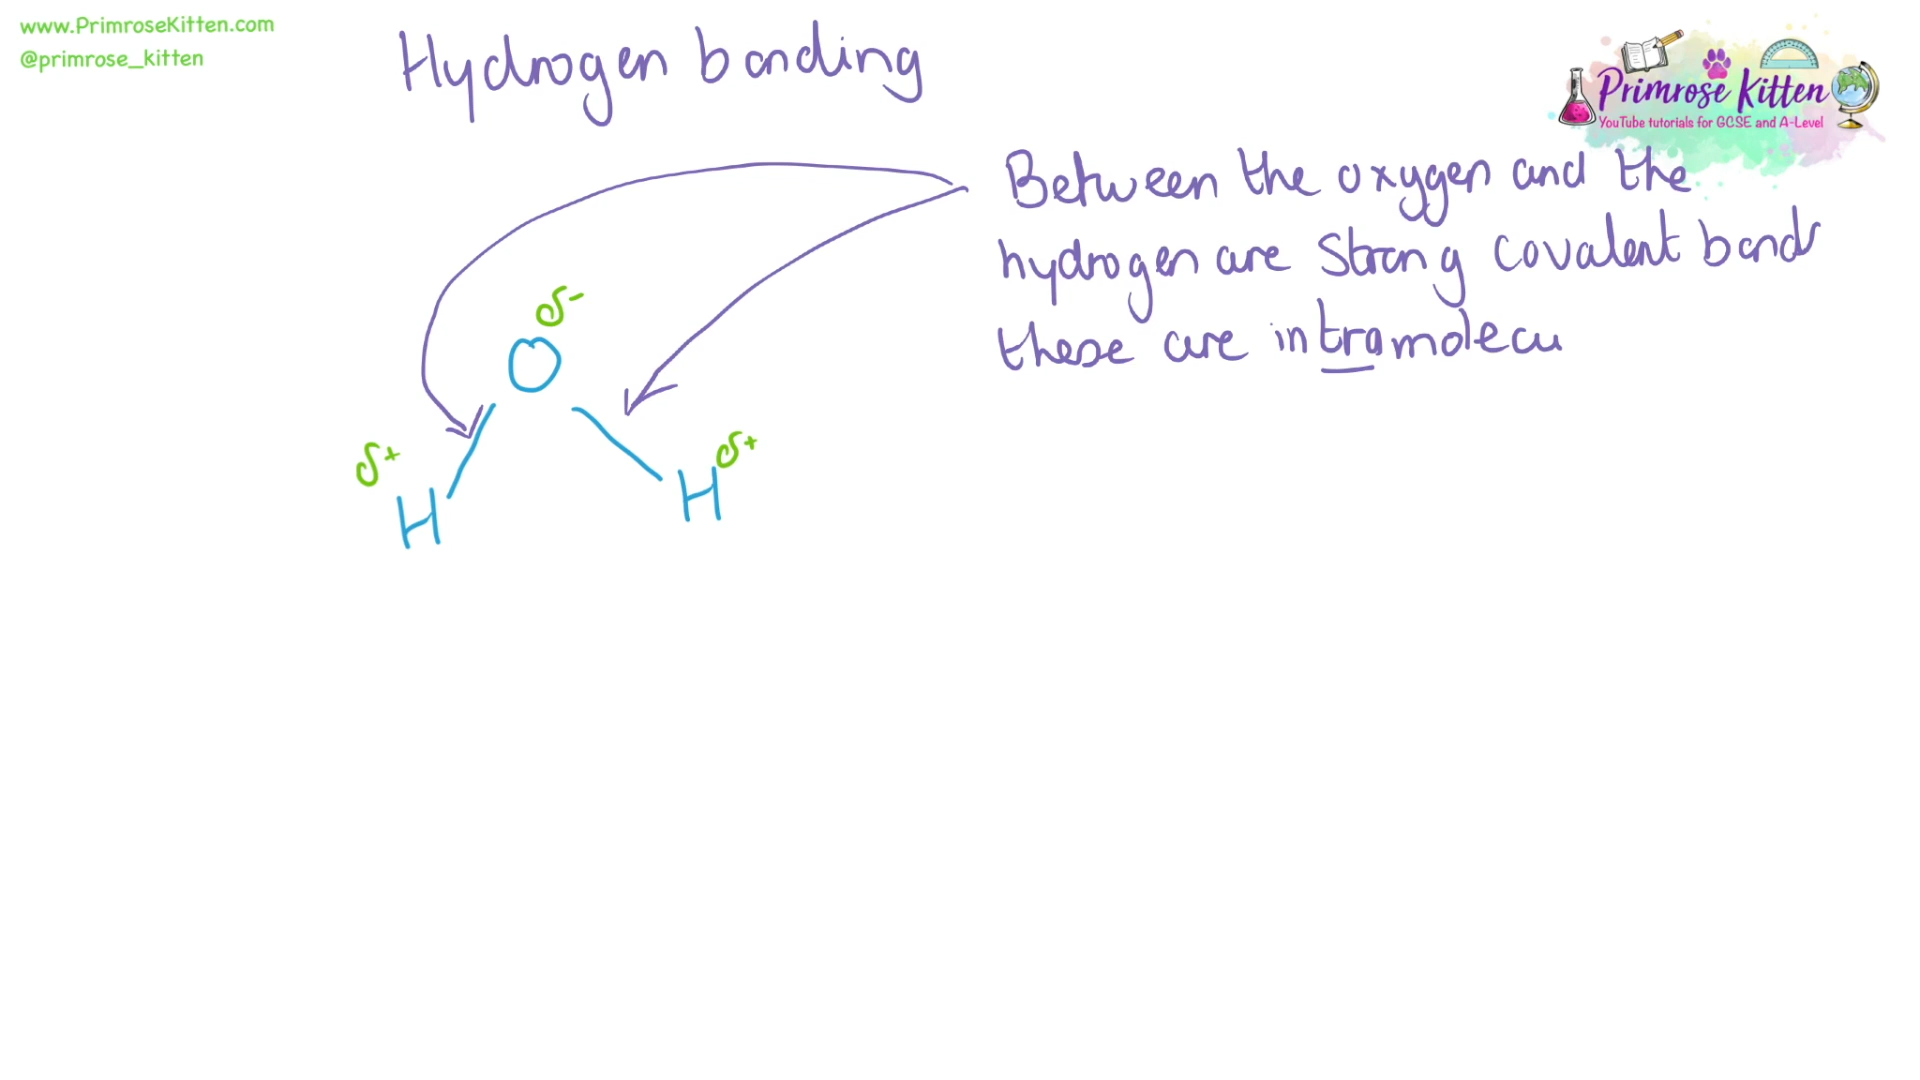 www.PrimroseKitten.com
@primrose_kitten
Hydrogen bonding
Primrose Kitten
YouTube tutorials for GCSE and A-Level
Between the oxygen and the
hydrogen are strong covalent bonds
these are intramolecu
δ-
O
δ+
H
H
δ+